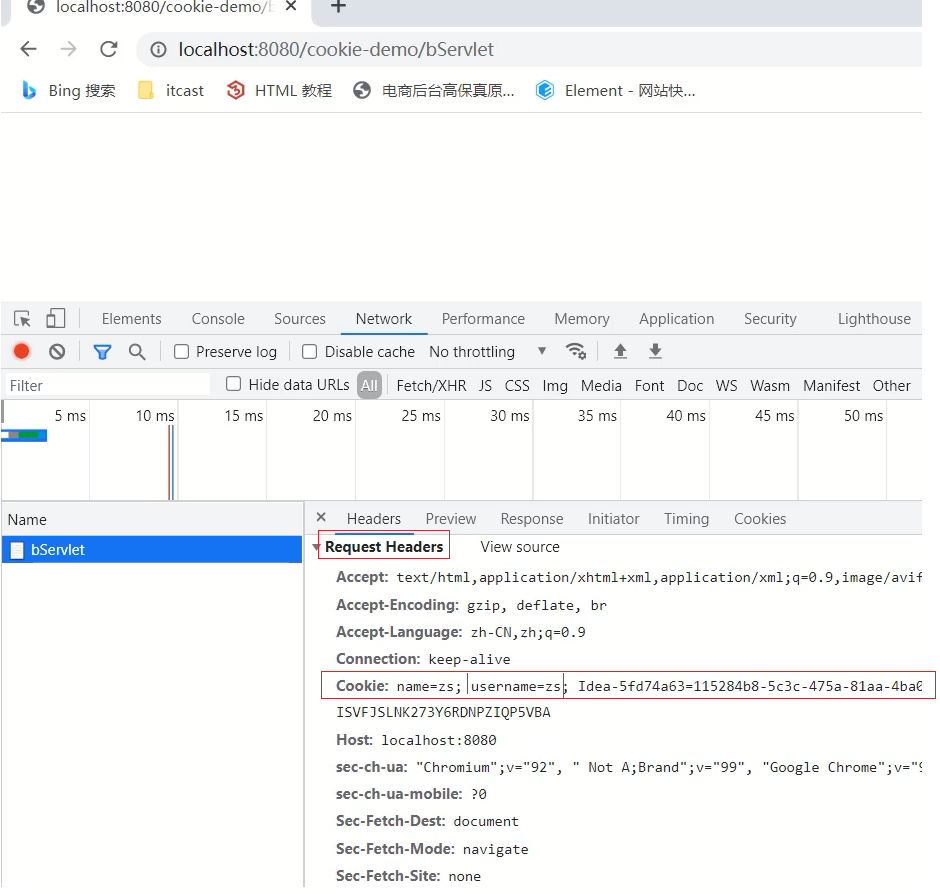 localhost:8080/cookie-demo/b
localhost:8080/cookie-demo/bServlet
Bing 搜索 itcast HTML 教程 电商后台高保真原... Element - 网站快...
Elements Console Sources Network Performance Memory Application Security Lighthouse
Preserve log Disable cache No throttling
Filter Hide data URLs All Fetch/XHR JS CSS Img Media Font Doc WS Wasm Manifest Other
5 ms 10 ms 15 ms 20 ms 25 ms 30 ms 35 ms 40 ms 45 ms 50 ms
Name
bServlet
Headers Preview Response Initiator Timing Cookies
Request Headers View source
Accept: text/html,application/xhtml+xml,application/xml;q=0.9,image/avif
Accept-Encoding: gzip, deflate, br
Accept-Language: zh-CN,zh;q=0.9
Connection: keep-alive
Cookie: name=zs; username=zs; Idea-5fd74a63=115284b8-5c3c-475a-81aa-4ba0
ISVFJSLNK273Y6RDNPZIQP5VBA
Host: localhost:8080
sec-ch-ua: "Chromium";v="92", " Not A;Brand";v="99", "Google Chrome";v="9
sec-ch-ua-mobile: ?0
Sec-Fetch-Dest: document
Sec-Fetch-Mode: navigate
Sec-Fetch-Site: none